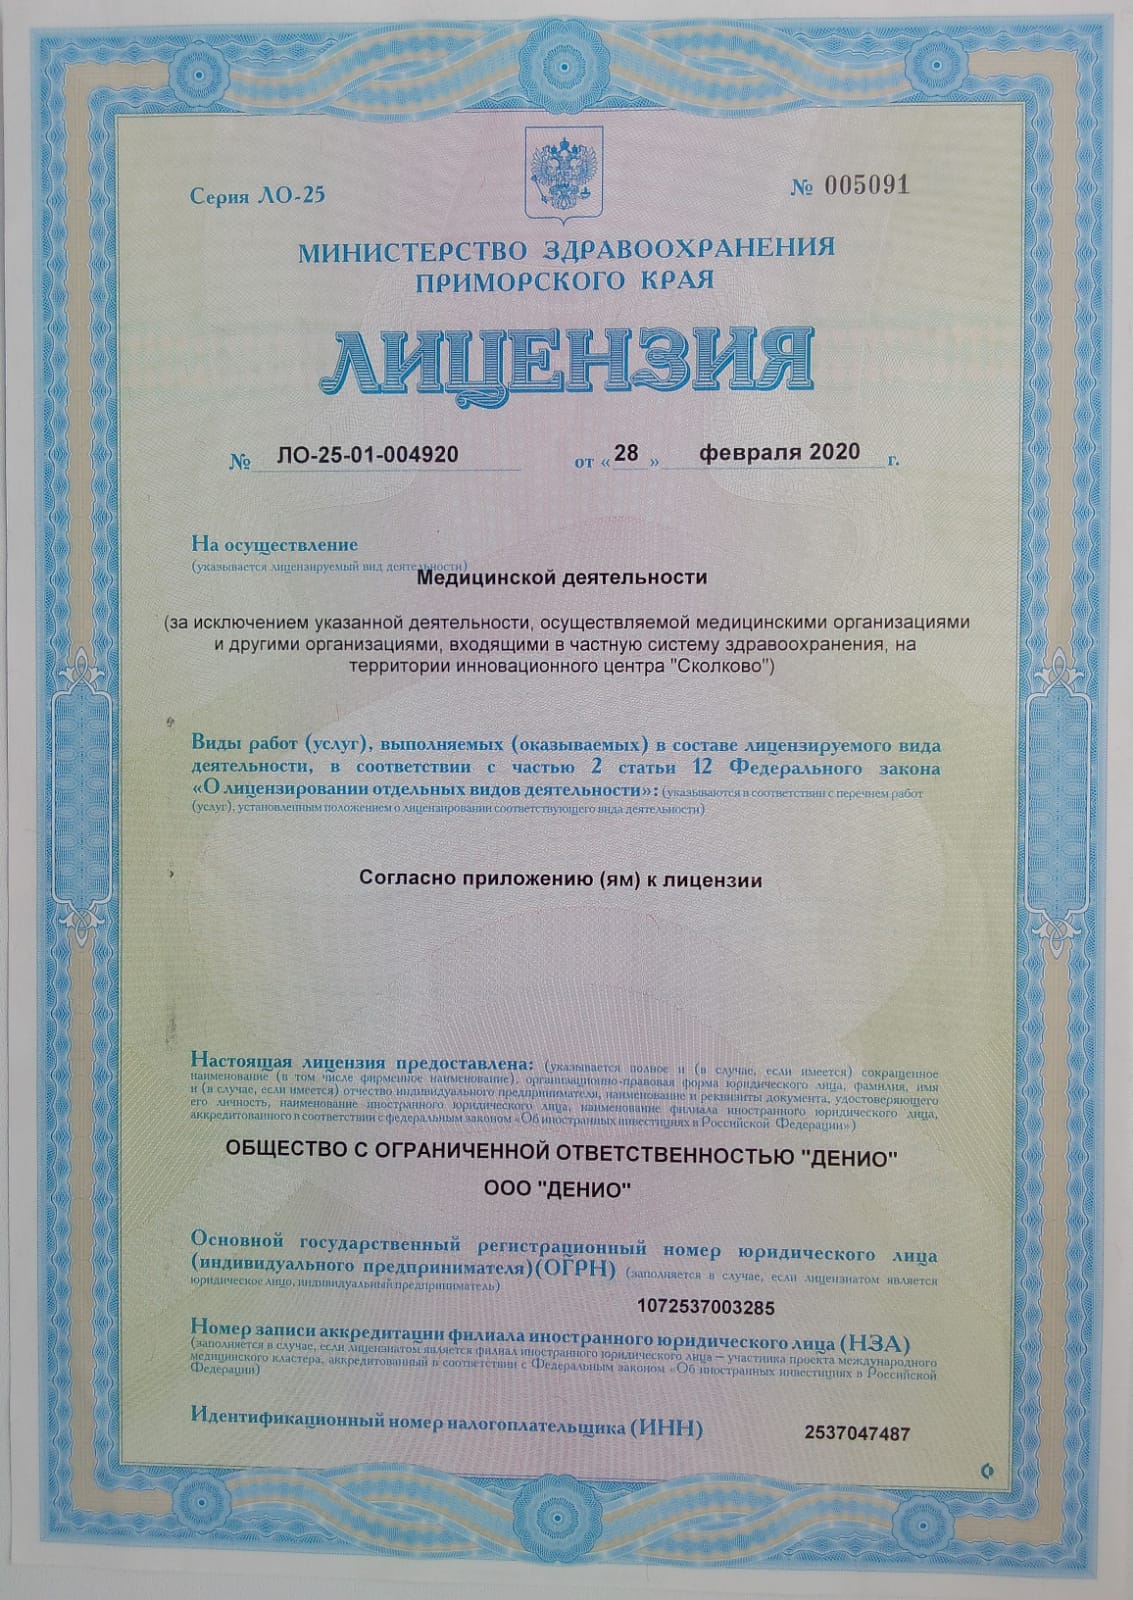 Серия ЛО-25
№ 005091
МИНИСТЕРСТВО ЗДРАВООХРАНЕНИЯ
ПРИМОРСКОГО КРАЯ
ЛИЦЕНЗИЯ
№ ЛО-25-01-004920 от « 28 » февраля 2020 г.
На осуществление
(указывается лицензируемый вид деятельности)
Медицинской деятельности
(за исключением указанной деятельности, осуществляемой медицинскими организациями
и другими организациями, входящими в частную систему здравоохранения, на
территории инновационного центра "Сколково")
Виды работ (услуг), выполняемых (оказываемых) в составе лицензируемого вида
деятельности, в соответствии с частью 2 статьи 12 Федерального закона
«О лицензировании отдельных видов деятельности»: (указываются в соответствии с перечнем работ
(услуг), установленным положением о лицензировании соответствующего вида деятельности)
Согласно приложению (ям) к лицензии
Настоящая лицензия предоставлена: (указывается полное и (в случае, если имеется) сокращенное
наименование (в том числе фирменное наименование), организационно-правовая форма юридического лица, фамилия, имя
и (в случае, если имеется) отчество индивидуального предпринимателя, наименование и реквизиты документа, удостоверяющего
его личность, наименование иностранного юридического лица, наименование филиала иностранного юридического лица,
аккредитованного в соответствии с федеральным законом «Об иностранных инвестициях в Российской Федерации»)
ОБЩЕСТВО С ОГРАНИЧЕННОЙ ОТВЕТСТВЕННОСТЬЮ "ДЕНИО"
ООО "ДЕНИО"
Основной государственный регистрационный номер юридического лица
(индивидуального предпринимателя)(ОГРН) (заполняется в случае, если лицензиатом является
юридическое лицо, индивидуальный предприниматель)
1072537003285
Номер записи аккредитации филиала иностранного юридического лица (НЗА)
(заполняется в случае, если лицензиатом является филиал иностранного юридического лица – участника проекта международного
медицинского кластера, аккредитованный в соответствии с Федеральным законом «Об иностранных инвестициях в Российской
Федерации)
Идентификационный номер налогоплательщика (ИНН) 2537047487